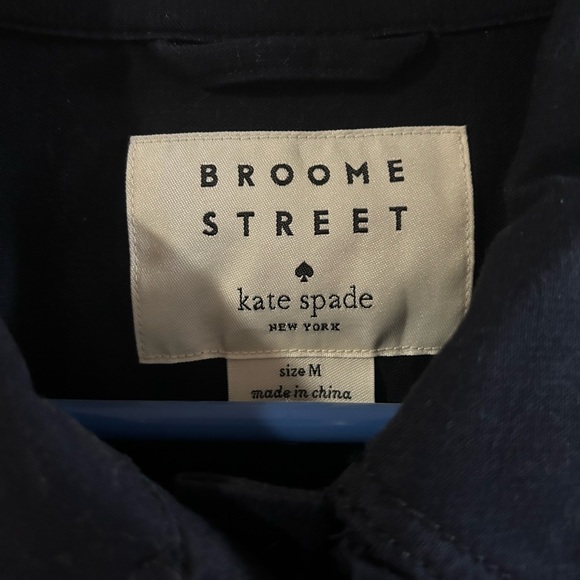 BROOME
STREET
kate spade
NEW YORK
size M
made in china